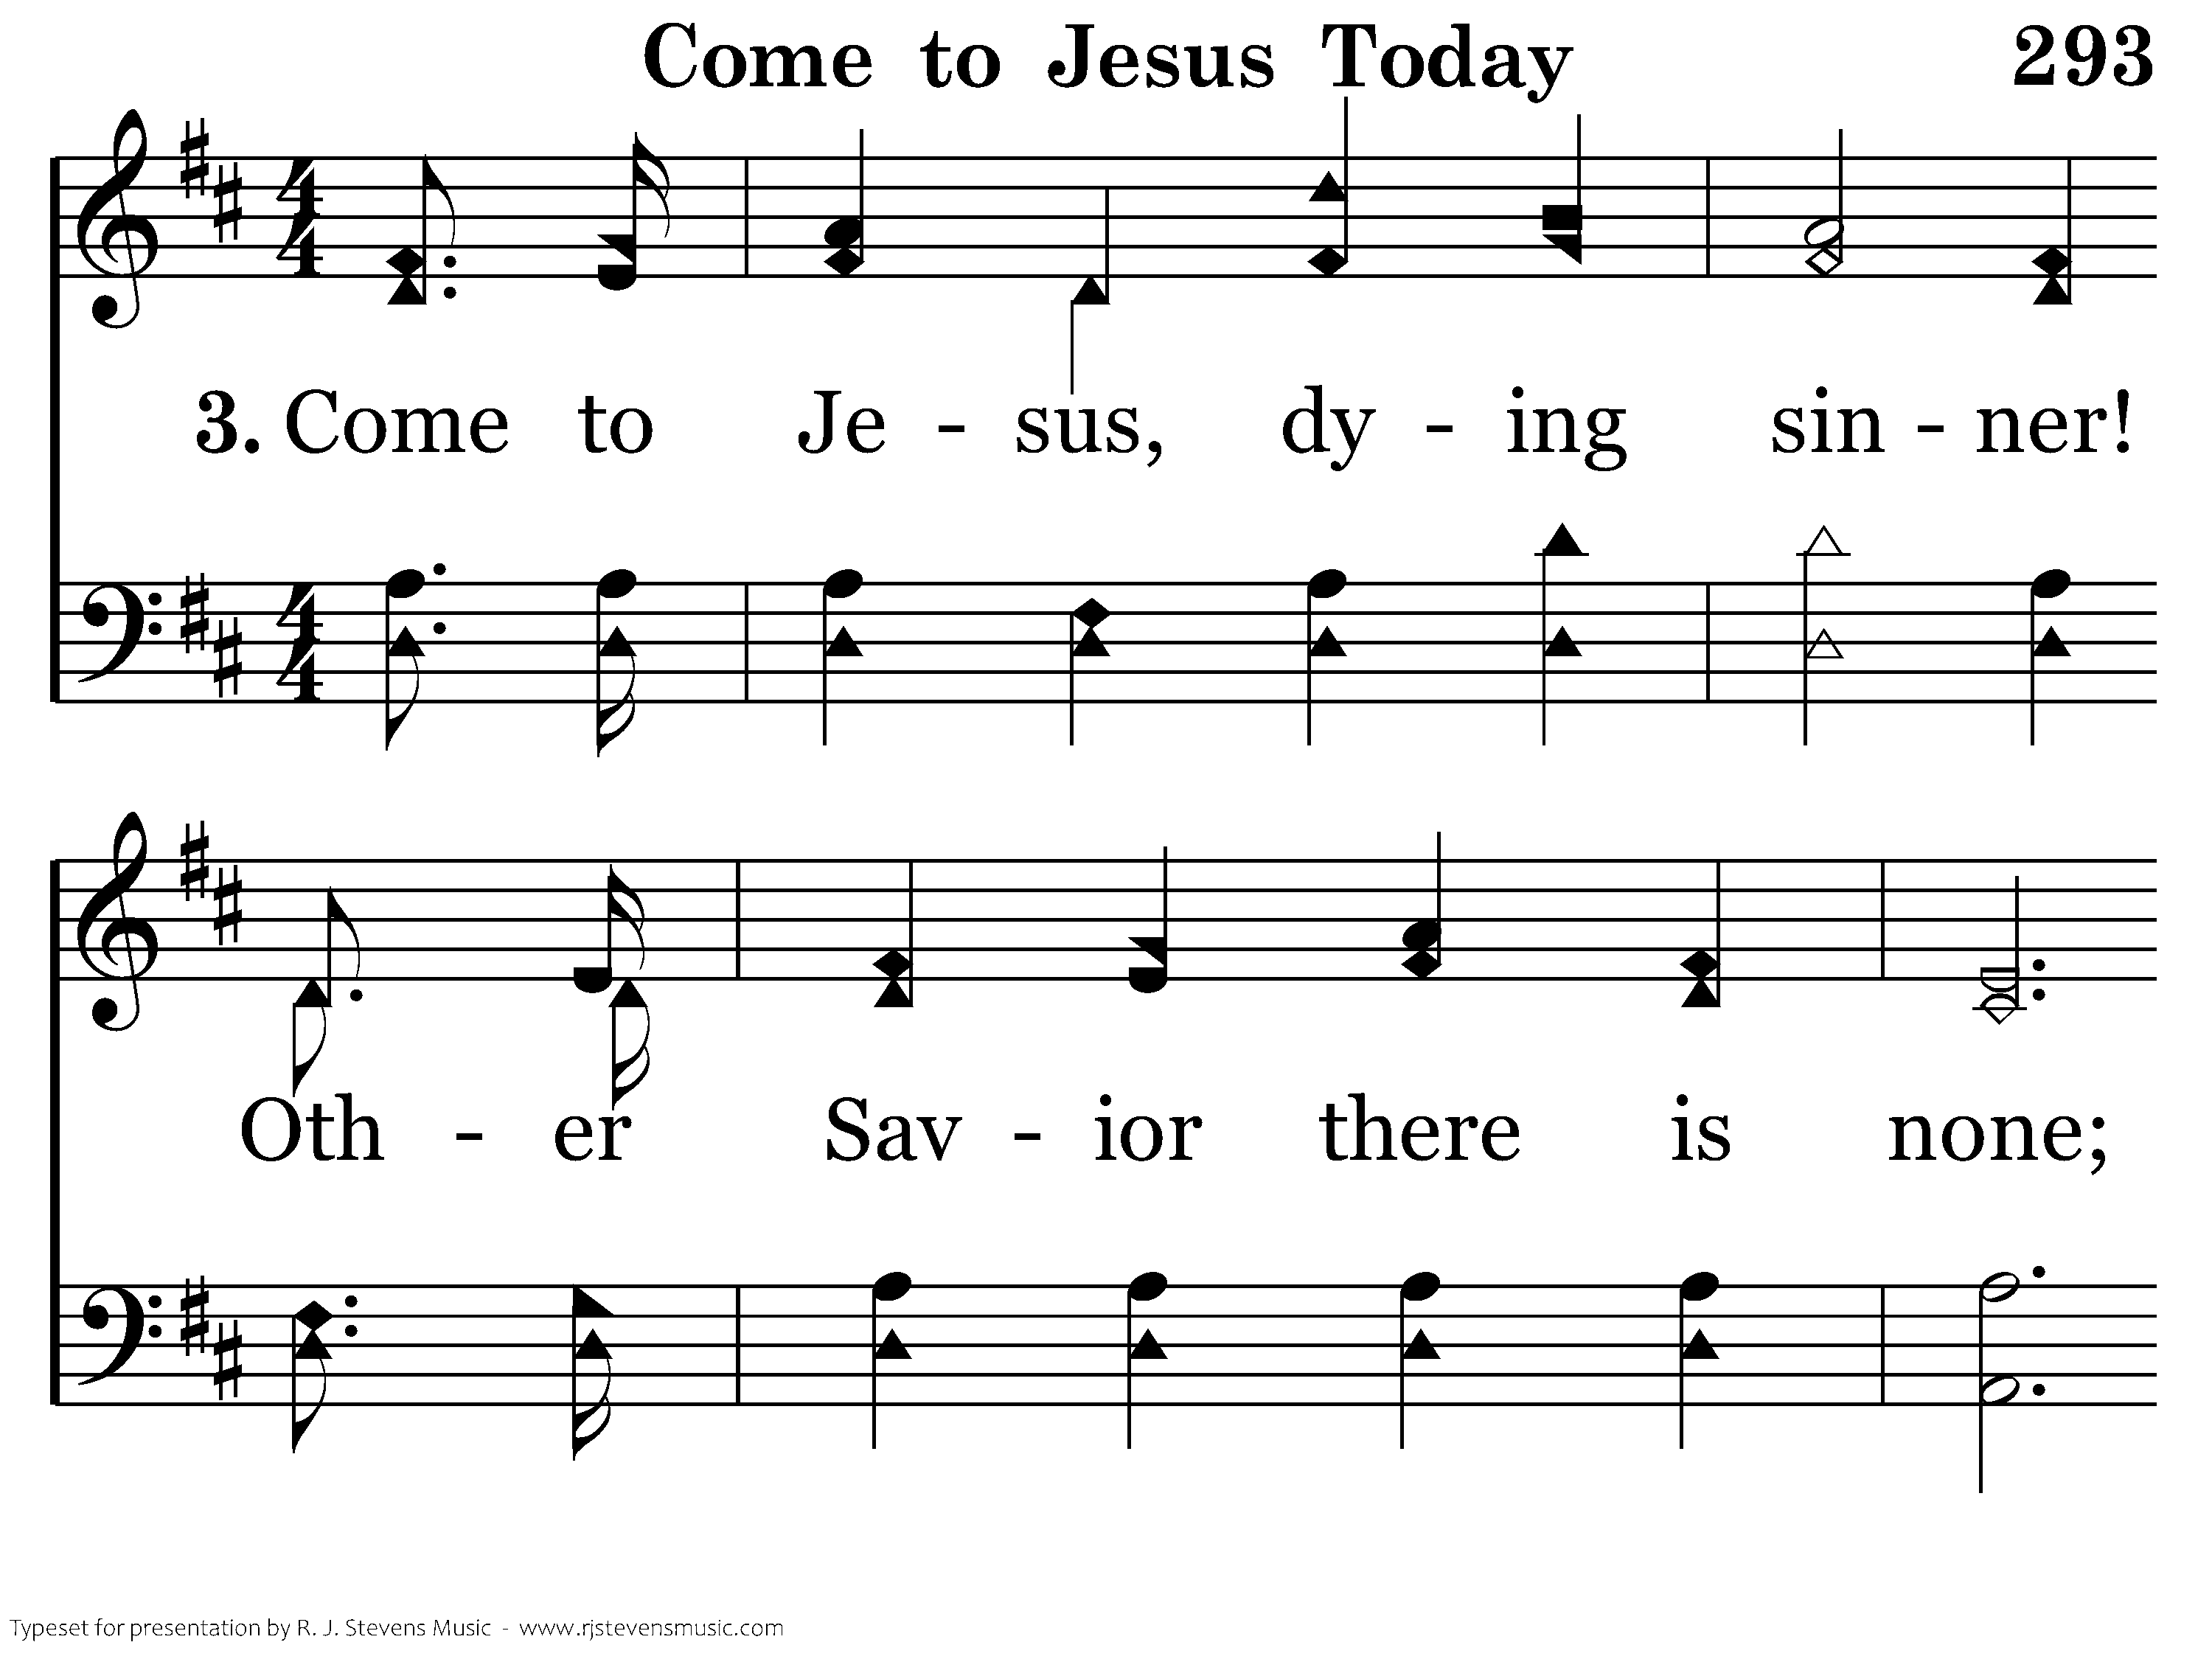 Come to Jesus Today 293
3. Come to Je - sus, dy - ing sin - ner!
Oth - er Sav - ior there is none;
Typeset for presentation by R. J. Stevens Music - www.rjstevensmusic.com